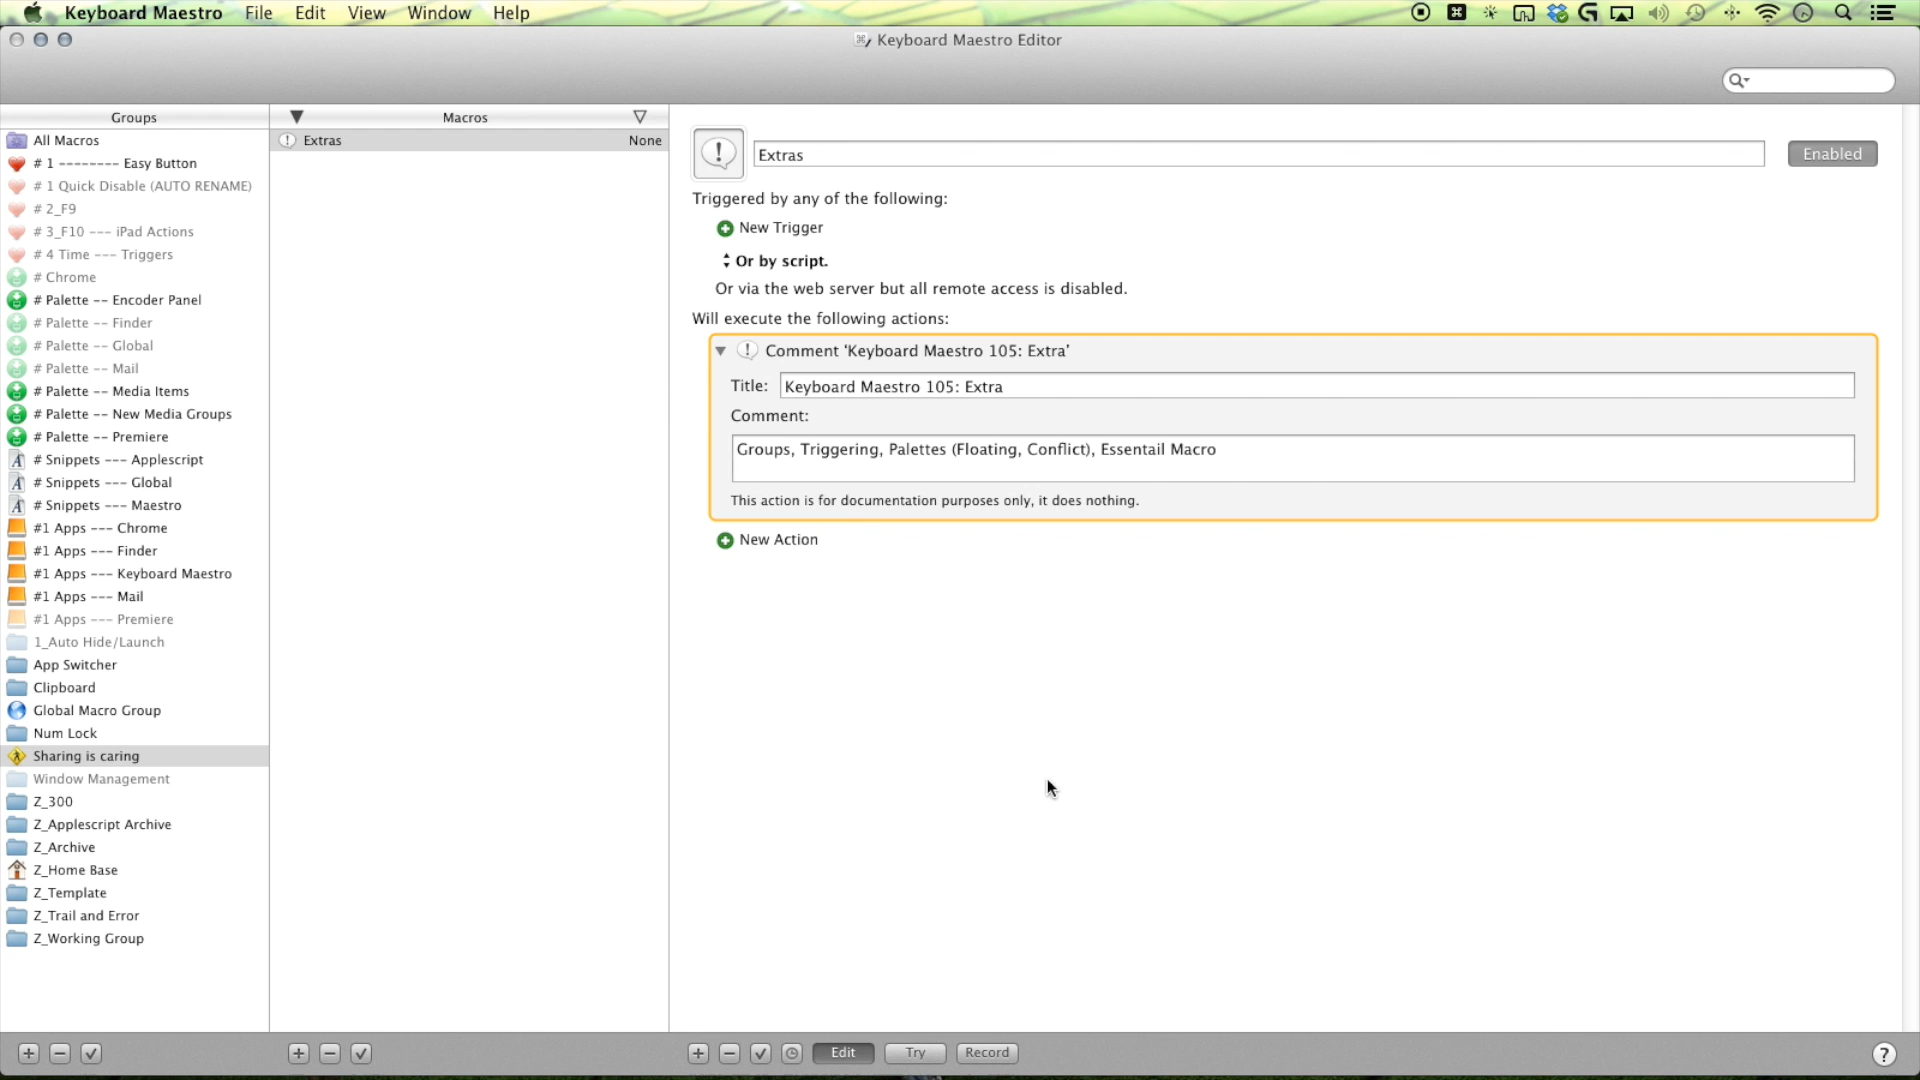 Keyboard Maestro File Edit View Window Help
Keyboard Maestro Editor
Groups
All Macros
# 1 -------- Easy Button
# 1 Quick Disable (AUTO RENAME)
# 2_F9
# 3_F10 --- iPad Actions
# 4 Time --- Triggers
# Chrome
# Palette -- Encoder Panel
# Palette -- Finder
# Palette -- Global
# Palette -- Mail
# Palette -- Media Items
# Palette -- New Media Groups
# Palette -- Premiere
# Snippets --- Applescript
# Snippets --- Global
# Snippets --- Maestro
#1 Apps --- Chrome
#1 Apps --- Finder
#1 Apps --- Keyboard Maestro
#1 Apps --- Mail
#1 Apps --- Premiere
1_Auto Hide/Launch
App Switcher
Clipboard
Global Macro Group
Num Lock
Sharing is caring
Window Management
Z_300
Z_Applescript Archive
Z_Archive
Z_Home Base
Z_Template
Z_Trail and Error
Z_Working Group
Macros
Extras None
Extras
Enabled
Triggered by any of the following:
New Trigger
Or by script.
Or via the web server but all remote access is disabled.
Will execute the following actions:
Comment ‘Keyboard Maestro 105: Extra’
Title: Keyboard Maestro 105: Extra
Comment:
Groups, Triggering, Palettes (Floating, Conflict), Essentail Macro
This action is for documentation purposes only, it does nothing.
New Action
Edit Try Record ?